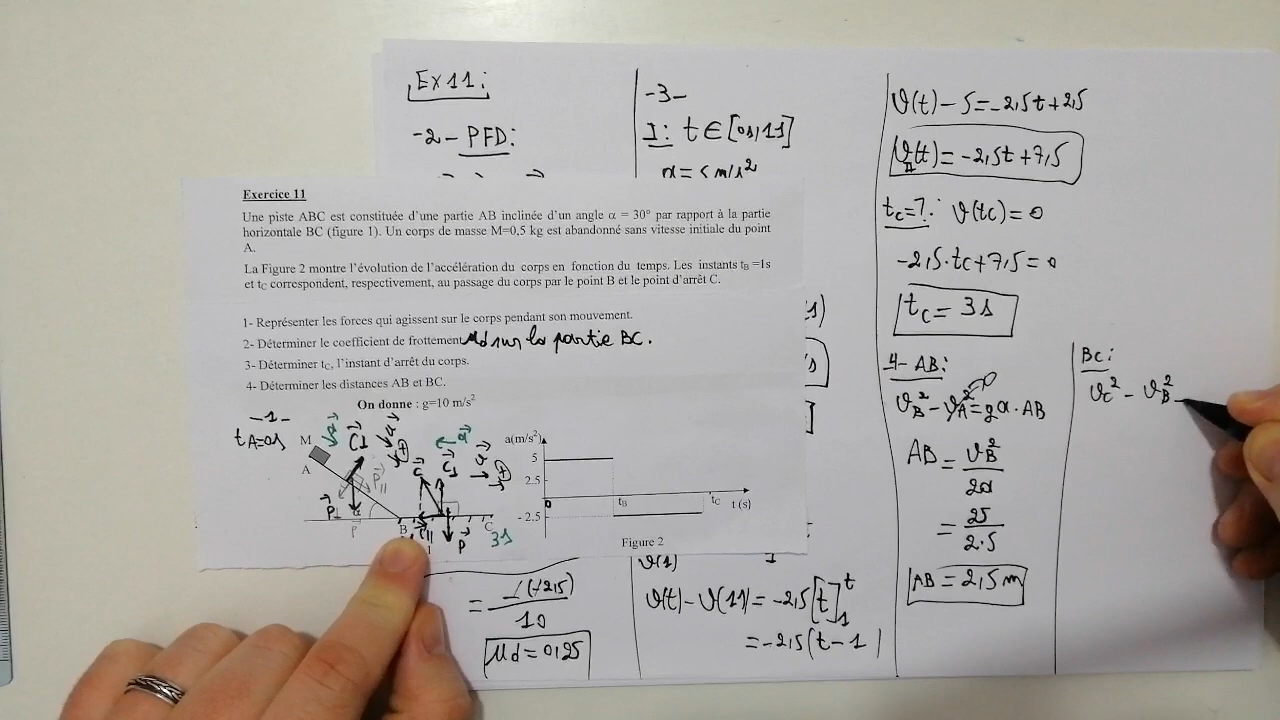 Ex 11:
-2- PFD:
-3-
I: t ∈ [0s,1s]
a = 5 m/s²
Exercice 11
Une piste ABC est constituée d'une partie AB inclinée d'un angle α = 30° par rapport à la partie
horizontale BC (figure 1). Un corps de masse M=0,5 kg est abandonné sans vitesse initiale du point
A.
La Figure 2 montre l'évolution de l'accélération du corps en fonction du temps. Les instants tB =1s
et tC correspondent, respectivement, au passage du corps par le point B et le point d'arrêt C.
1- Représenter les forces qui agissent sur le corps pendant son mouvement.
2- Déterminer le coefficient de frottement μd sur la partie BC.
3- Déterminer tC, l'instant d'arrêt du corps.
4- Déterminer les distances AB et BC.
On donne : g=10 m/s²
-1-
tA=0s
M
A
C⊥
P//
P⊥
α
P
B
C
3s
a(m/s²)
5
2.5
0
- 2.5
tB
tC
t (s)
Figure 2
= -(-2,5)/10
μd = 0,25
v(1)
1
v(t) - v(1) = -2,5[t]₁ᵗ
= -2,5(t-1)
v(t) - 5 = -2,5t + 2,5
v(t) = -2,5t + 7,5
tC=?: v(tC) = 0
-2,5.tC + 7,5 = 0
tC = 3s
4- AB:
vB² - vA² = 2a.AB
0
AB = vB²/2a
= 25/2.5
AB = 2,5 m
BC:
vC² - vB²